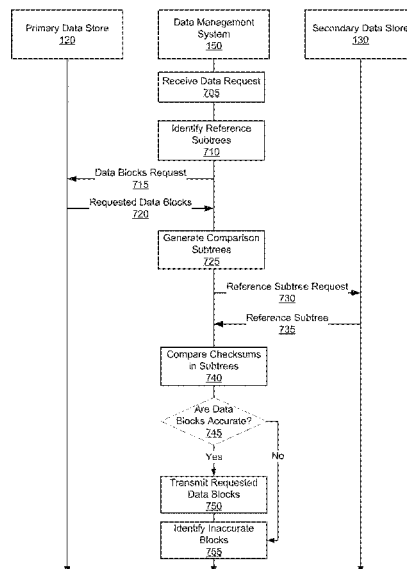 Primary Data Store
120
Data Management
System
150
Secondary Data Store
130
Receive Data Request
705
Identify Reference
Subtrees
710
Data Blocks Request
715
Requested Data Blocks
720
Generate Comparison
Subtrees
725
Reference Subtree Request
730
Reference Subtree
735
Compare Checksums
in Subtrees
740
Are Data
Blocks Accurate?
745
Yes
No
Transmit Requested
Data Blocks
750
Identify Inaccurate
Blocks
755